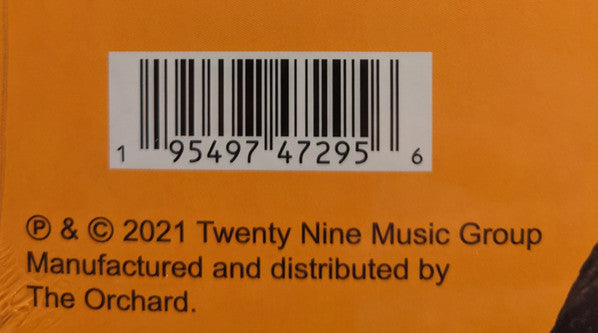 1 95497 47295 6
℗ & © 2021 Twenty Nine Music Group
Manufactured and distributed by
The Orchard.